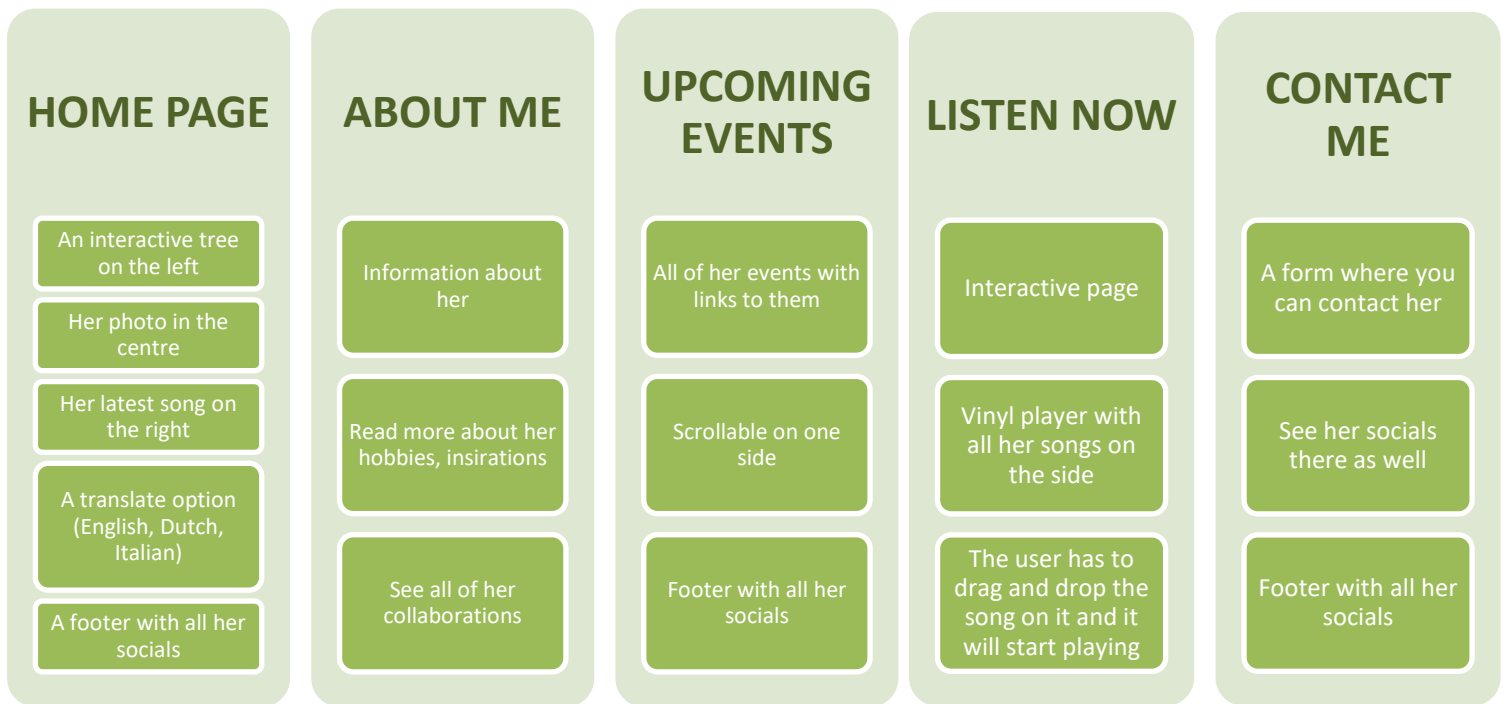 HOME PAGE
An interactive tree
on the left
Her photo in the
centre
Her latest song on
the right
A translate option
(English, Dutch,
Italian)
A footer with all her
socials
ABOUT ME
Information about
her
Read more about her
hobbies, insirations
See all of her
collaborations
UPCOMING
EVENTS
All of her events with
links to them
Scrollable on one
side
Footer with all her
socials
LISTEN NOW
Interactive page
Vinyl player with
all her songs on
the side
The user has to
drag and drop the
song on it and it
will start playing
CONTACT
ME
A form where you
can contact her
See her socials
there as well
Footer with all her
socials